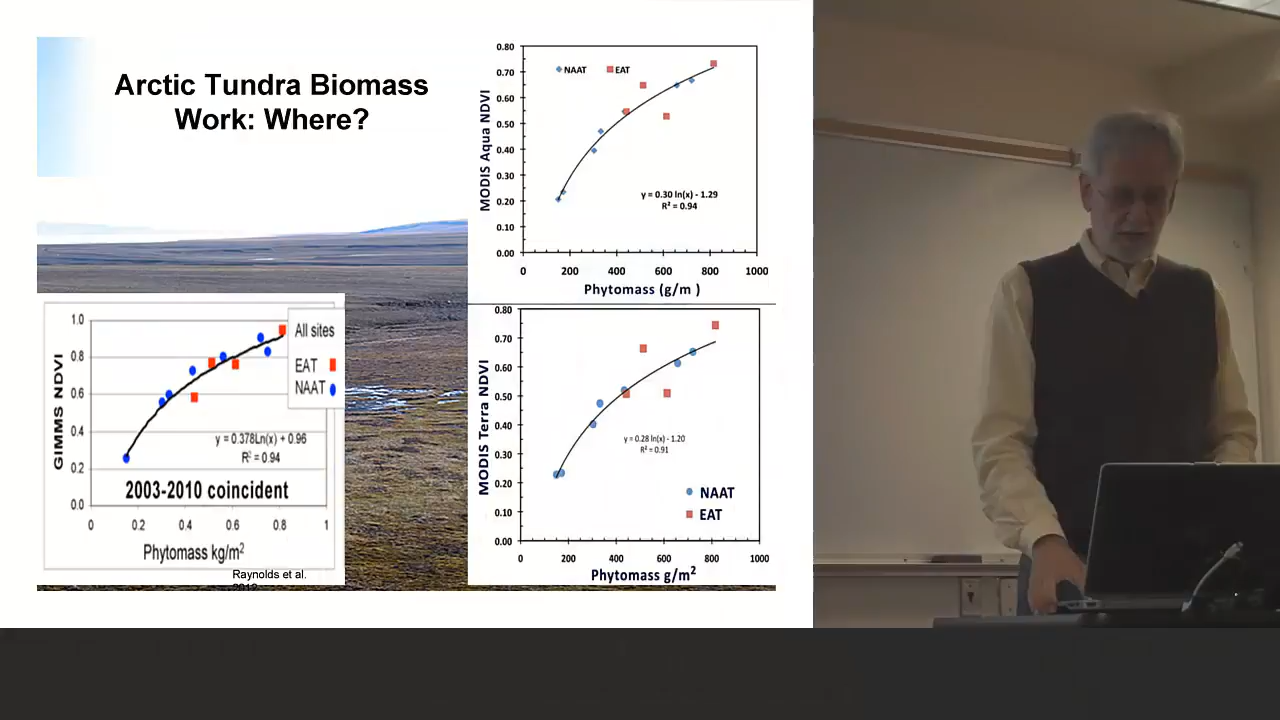 Arctic Tundra Biomass
Work: Where?
0.80
0.70
0.60
0.50
0.40
0.30
0.20
0.10
0.00
MODIS Aqua NDVI
NAAT
EAT
y = 0.30 ln(x) - 1.29
R² = 0.94
0
200
400
600
800
1000
Phytomass (g/m )
1.0
0.8
0.6
0.4
0.2
0.0
GIMMS NDVI
All sites
EAT
NAAT
y = 0.378Ln(x) + 0.96
R² = 0.94
2003-2010 coincident
0
0.2
0.4
0.6
0.8
1
Phytomass kg/m²
Raynolds et al.
0.80
0.70
0.60
0.50
0.40
0.30
0.20
0.10
0.00
MODIS Terra NDVI
y = 0.28 ln(x) - 1.20
R² = 0.91
NAAT
EAT
0
200
400
600
800
1000
Phytomass g/m²